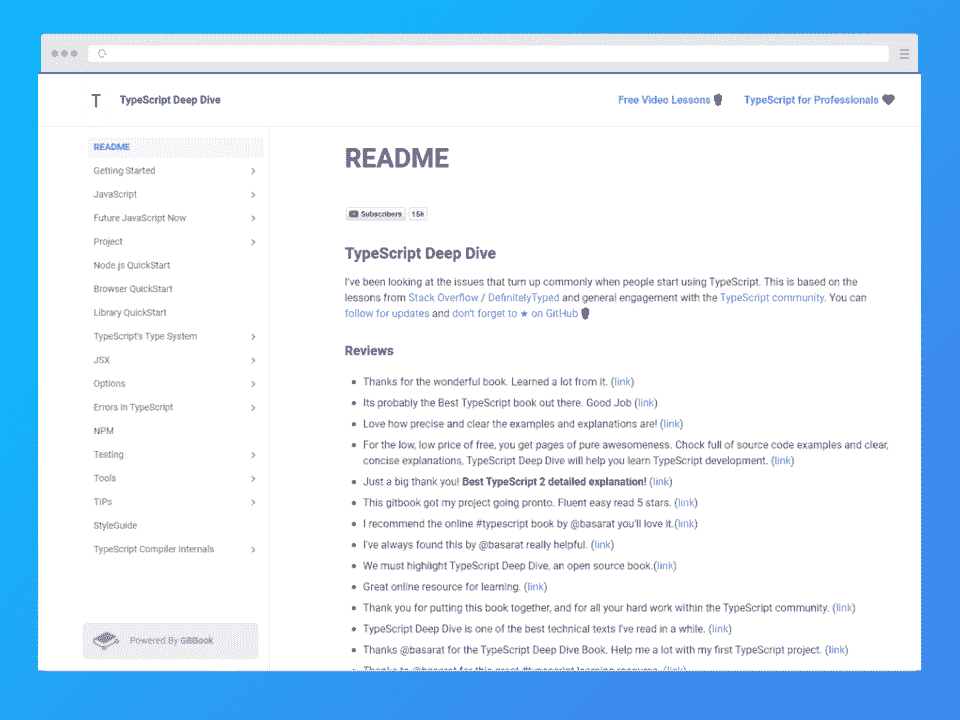 T TypeScript Deep Dive Free Video Lessons TypeScript for Professionals
README
Getting Started
JavaScript
Future JavaScript Now
Project
Node.js QuickStart
Browser QuickStart
Library QuickStart
TypeScript's Type System
JSX
Options
Errors in TypeScript
NPM
Testing
Tools
TIPs
StyleGuide
TypeScript Compiler Internals
Powered By GitBook
README
Subscribers 15k
TypeScript Deep Dive
I've been looking at the issues that turn up commonly when people start using TypeScript. This is based on the
lessons from Stack Overflow / DefinitelyTyped and general engagement with the TypeScript community. You can
follow for updates and don't forget to ★ on GitHub
Reviews
• Thanks for the wonderful book. Learned a lot from it. (link)
• Its probably the Best TypeScript book out there. Good Job (link)
• Love how precise and clear the examples and explanations are! (link)
• For the low, low price of free, you get pages of pure awesomeness. Chock full of source code examples and clear,
concise explanations, TypeScript Deep Dive will help you learn TypeScript development. (link)
• Just a big thank you! Best TypeScript 2 detailed explanation! (link)
• This gitbook got my project going pronto. Fluent easy read 5 stars. (link)
• I recommend the online #typescript book by @basarat you'll love it.(link)
• I've always found this by @basarat really helpful. (link)
• We must highlight TypeScript Deep Dive, an open source book.(link)
• Great online resource for learning. (link)
• Thank you for putting this book together, and for all your hard work within the TypeScript community. (link)
• TypeScript Deep Dive is one of the best technical texts I've read in a while. (link)
• Thanks @basarat for the TypeScript Deep Dive Book. Help me a lot with my first TypeScript project. (link)
• Thanks to @basarat for this great #typescript learning resource. (link)